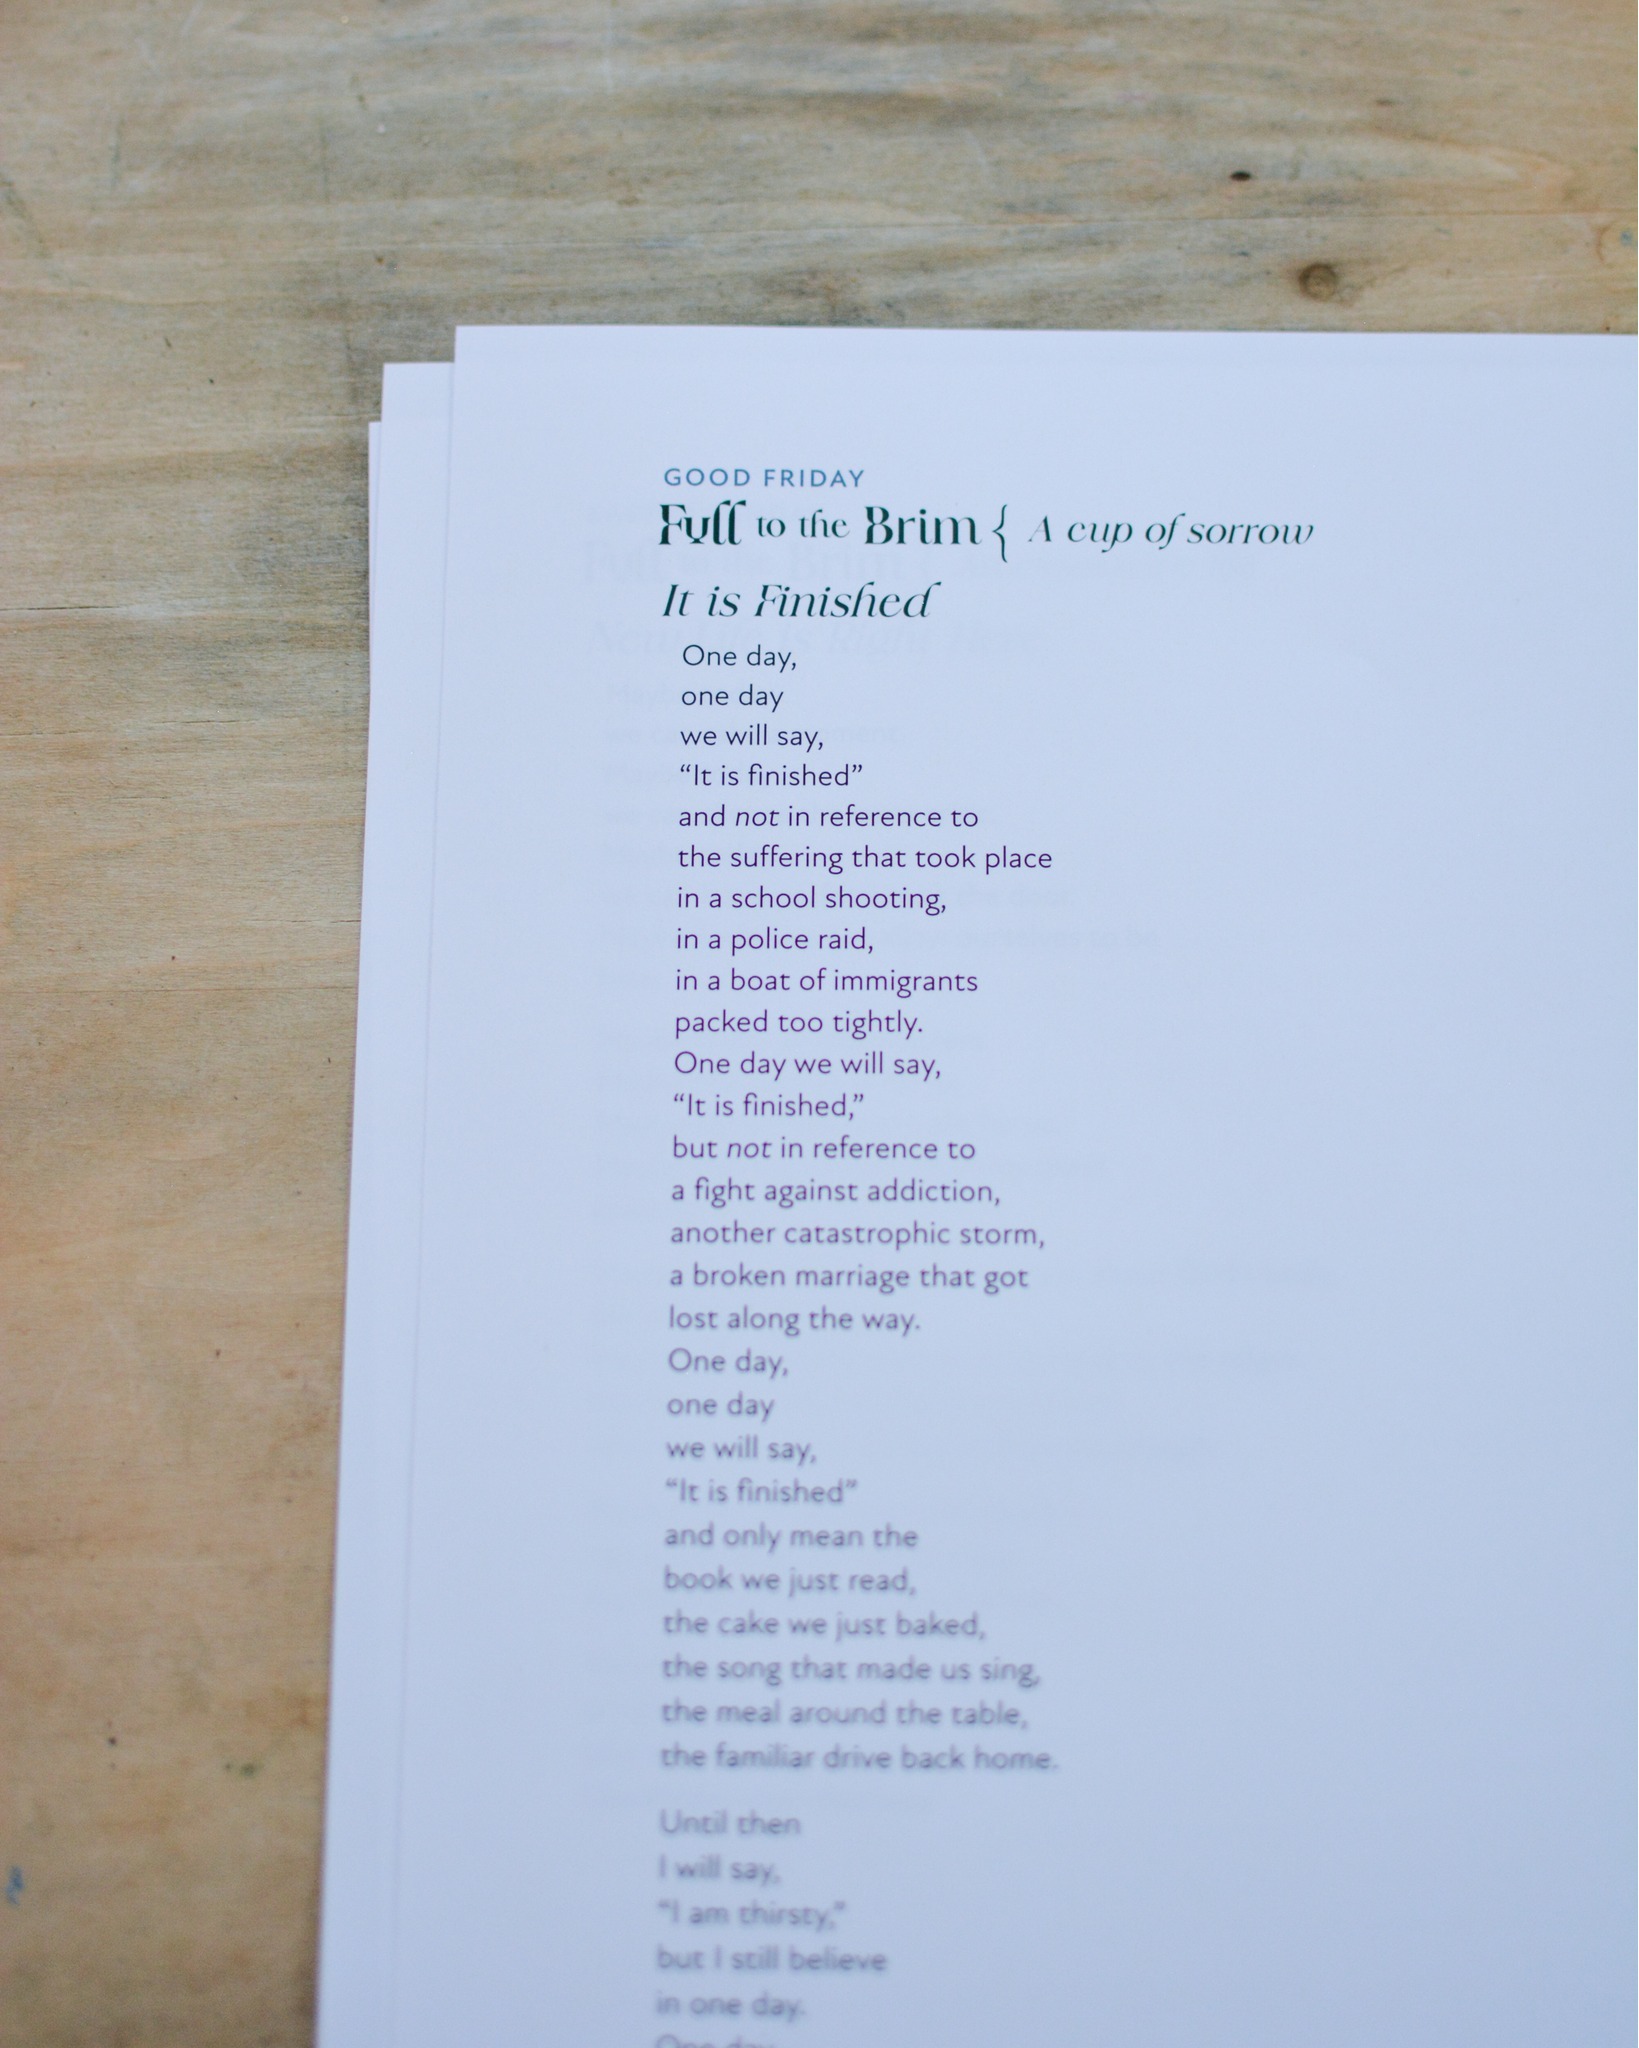 GOOD FRIDAY
Full to the Brim { A cup of sorrow
It is Finished
One day,
one day
we will say,
“It is finished”
and not in reference to
the suffering that took place
in a school shooting,
in a police raid,
in a boat of immigrants
packed too tightly.
One day we will say,
“It is finished,”
but not in reference to
a fight against addiction,
another catastrophic storm,
a broken marriage that got
lost along the way.
One day,
one day
we will say,
“It is finished”
and only mean the
book we just read,
the cake we just baked,
the song that made us sing,
the meal around the table,
the familiar drive back home.
Until then
I will say,
“I am thirsty,”
but I still believe
in one day.
One day